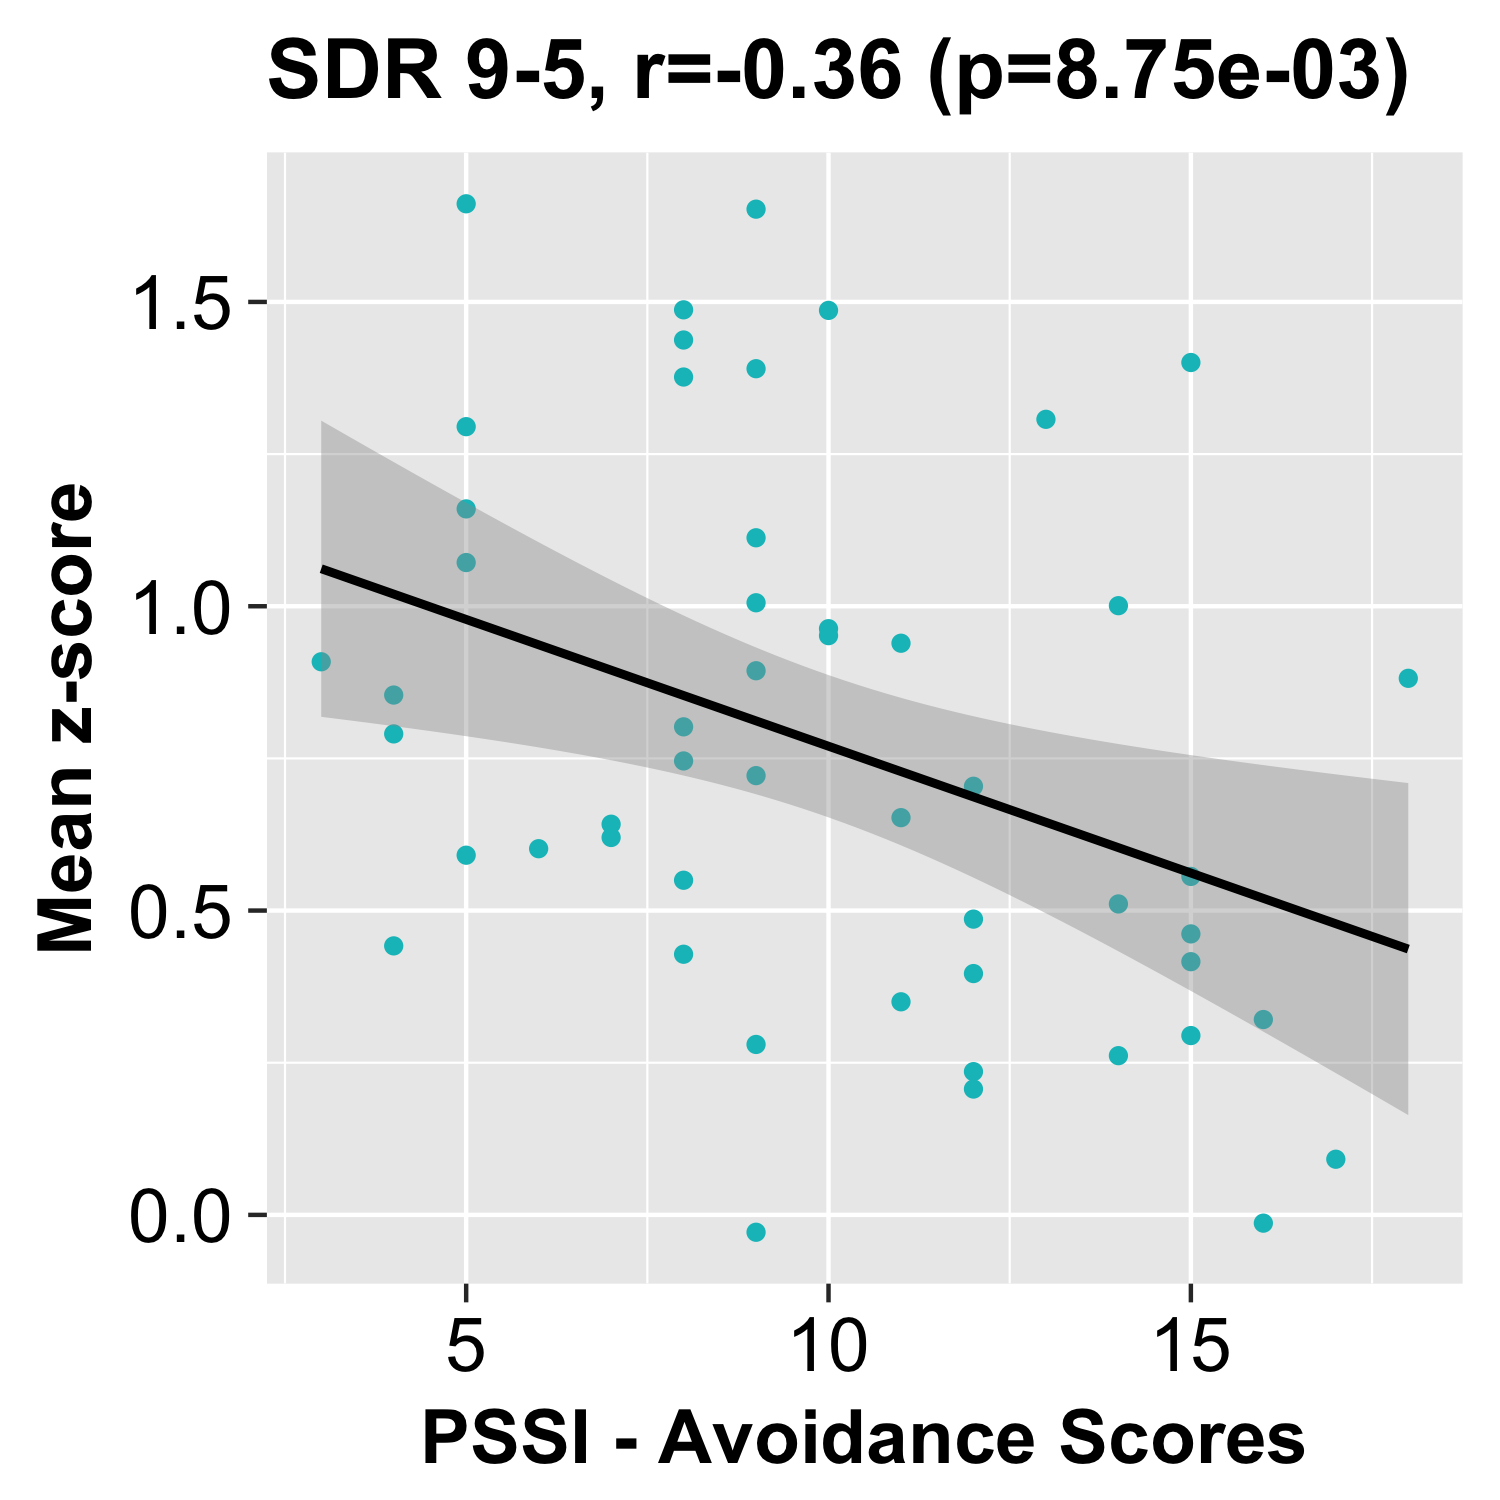 SDR 9-5, r=-0.36 (p=8.75e-03)
Mean z-score
1.5
1.0
0.5
0.0
5 10 15
PSSI - Avoidance Scores